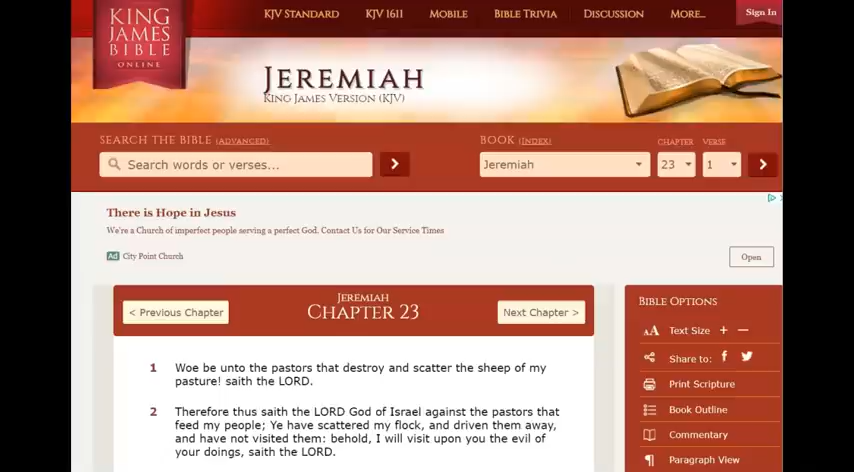 KING
JAMES
BIBLE
ONLINE
KJV STANDARD KJV 1611 MOBILE BIBLE TRIVIA DISCUSSION MORE... Sign In
JEREMIAH
KING JAMES VERSION (KJV)
SEARCH THE BIBLE (ADVANCED) BOOK (INDEX) CHAPTER VERSE
Search words or verses... Jeremiah 23 1
There is Hope in Jesus
We're a Church of imperfect people serving a perfect God. Contact Us for Our Service Times
Ad City Point Church Open
JEREMIAH
< Previous Chapter CHAPTER 23 Next Chapter >
1 Woe be unto the pastors that destroy and scatter the sheep of my
pasture! saith the LORD.
2 Therefore thus saith the LORD God of Israel against the pastors that
feed my people; Ye have scattered my flock, and driven them away,
and have not visited them: behold, I will visit upon you the evil of
your doings, saith the LORD.
BIBLE OPTIONS
AA Text Size + −
Share to: f
Print Scripture
Book Outline
Commentary
¶ Paragraph View